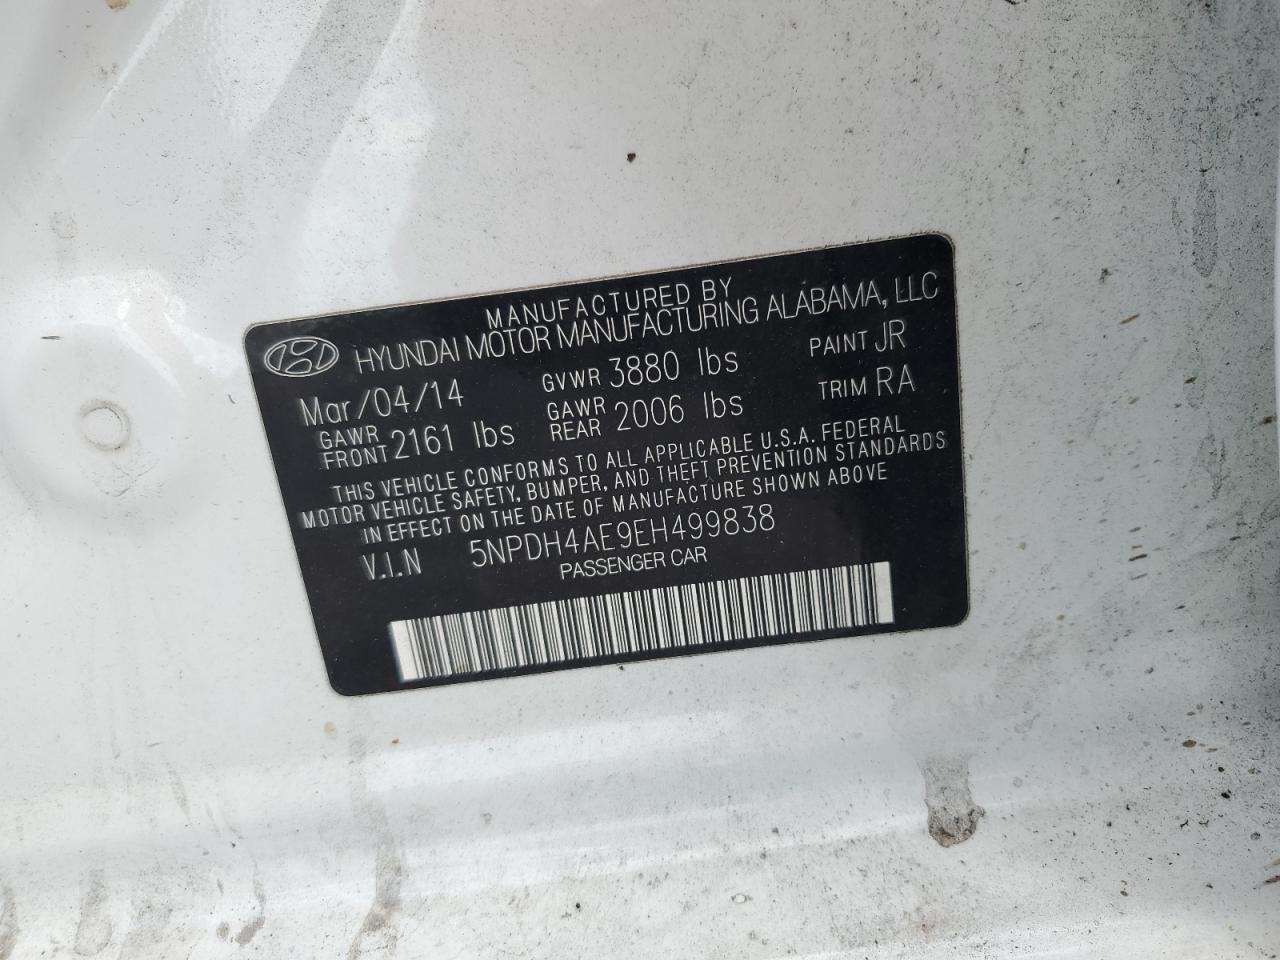 MANUFACTURED BY
HYUNDAI MOTOR MANUFACTURING ALABAMA, LLC
Mar/04/14 GVWR 3880 lbs PAINT JR
GAWR FRONT 2161 lbs GAWR REAR 2006 lbs TRIM RA
THIS VEHICLE CONFORMS TO ALL APPLICABLE U.S.A. FEDERAL
MOTOR VEHICLE SAFETY, BUMPER, AND THEFT PREVENTION STANDARDS
IN EFFECT ON THE DATE OF MANUFACTURE SHOWN ABOVE
V.I.N 5NPDH4AE9EH499838
PASSENGER CAR